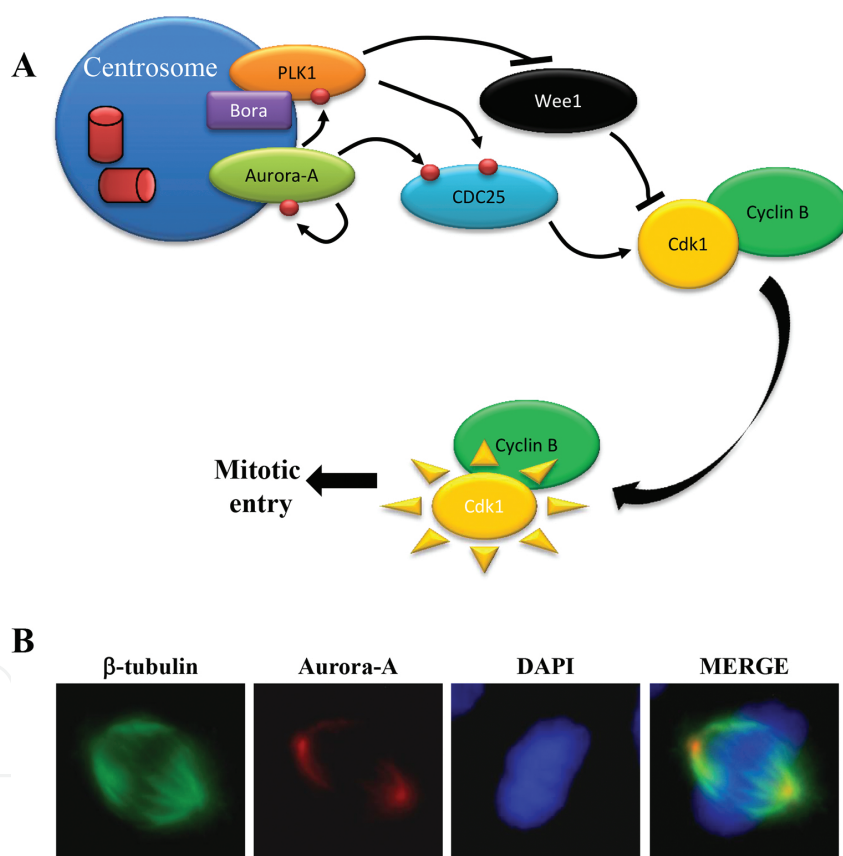 A
Centrosome
PLK1
Bora
Aurora-A
Wee1
CDC25
Cdk1
Cyclin B
Cyclin B
Cdk1
Mitotic
entry
B
β-tubulin
Aurora-A
DAPI
MERGE